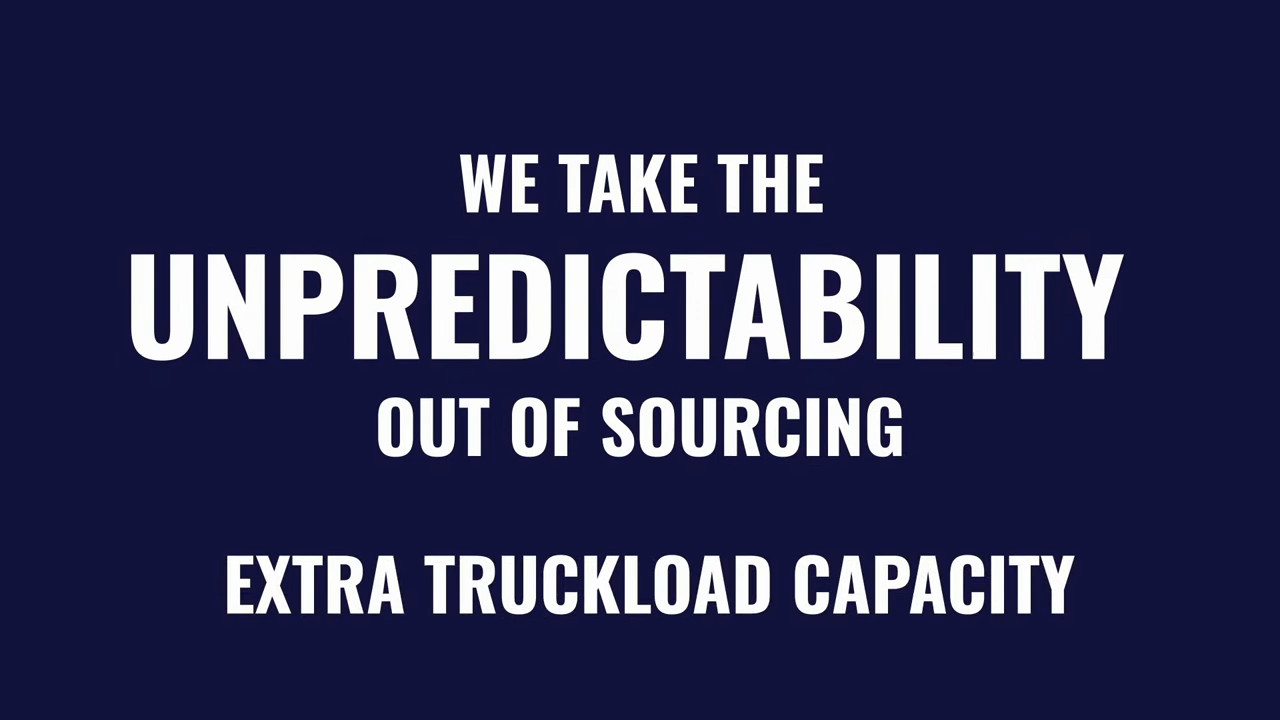 WE TAKE THE
UNPREDICTABILITY
OUT OF SOURCING
EXTRA TRUCKLOAD CAPACITY